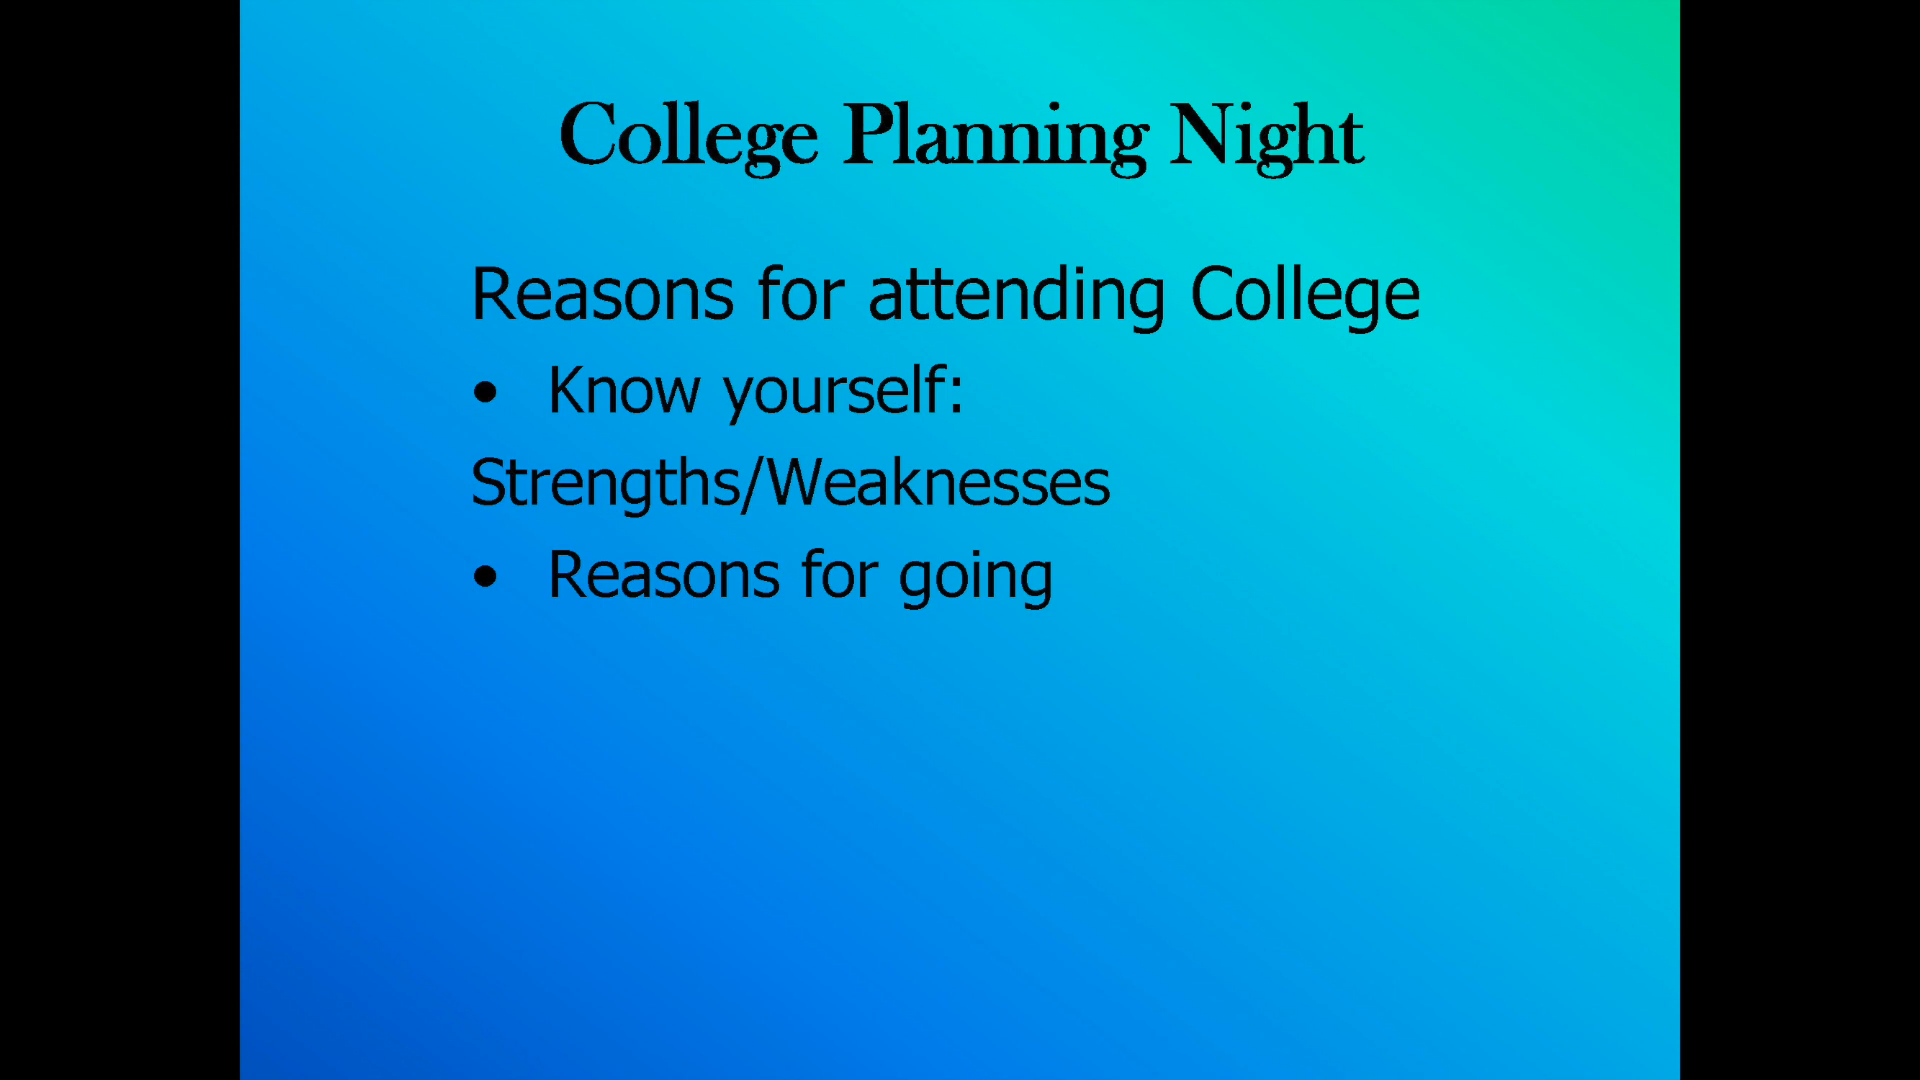 College Planning Night
Reasons for attending College
• Know yourself:
Strengths/Weaknesses
• Reasons for going